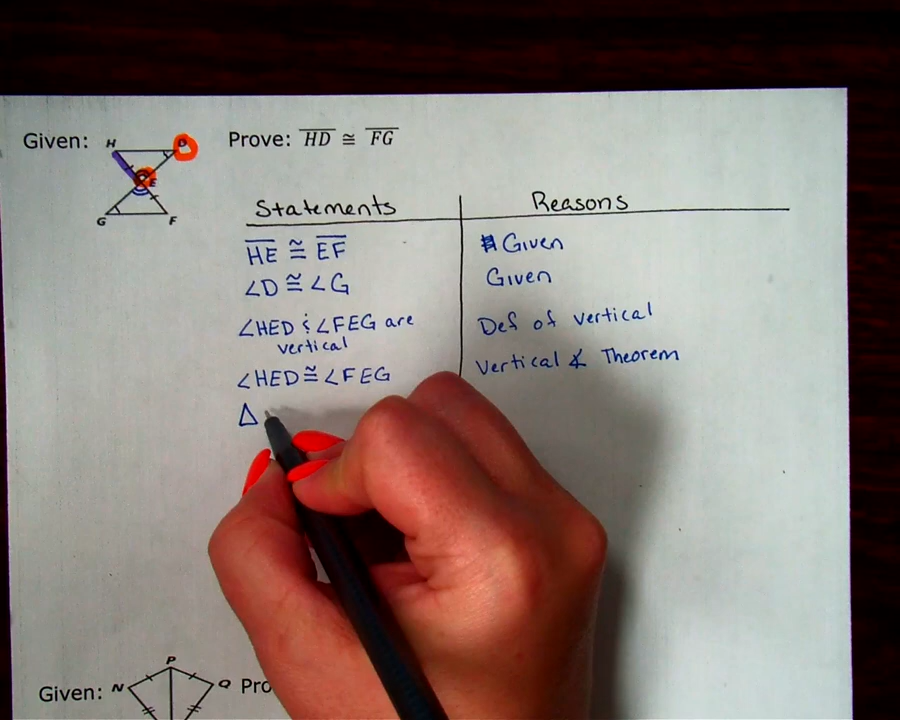 Given: H D E G F Prove: HD ≅ FG
Statements Reasons
HE ≅ EF Given
∠D ≅ ∠G Given
∠HED & ∠FEG are vertical Def of vertical
∠HED ≅ ∠FEG Vertical ∡ Theorem
Δ
Given: N P Q Pro